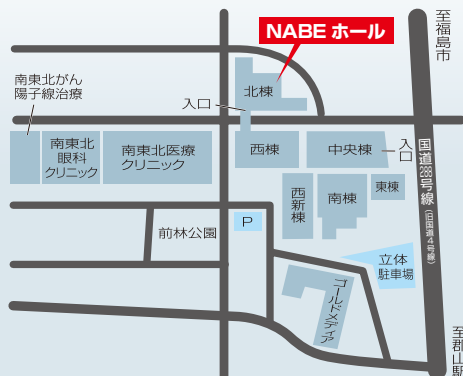 至福島市
NABE ホール
南東北がん
陽子線治療
北棟
入口
南東北
眼科
クリニック
南東北医療
クリニック
西棟
中央棟
入口
国道288号線
(旧国道4号線)
西新棟
南棟
東棟
P
前林公園
立体
駐車場
ゴールドメディア
至郡山駅